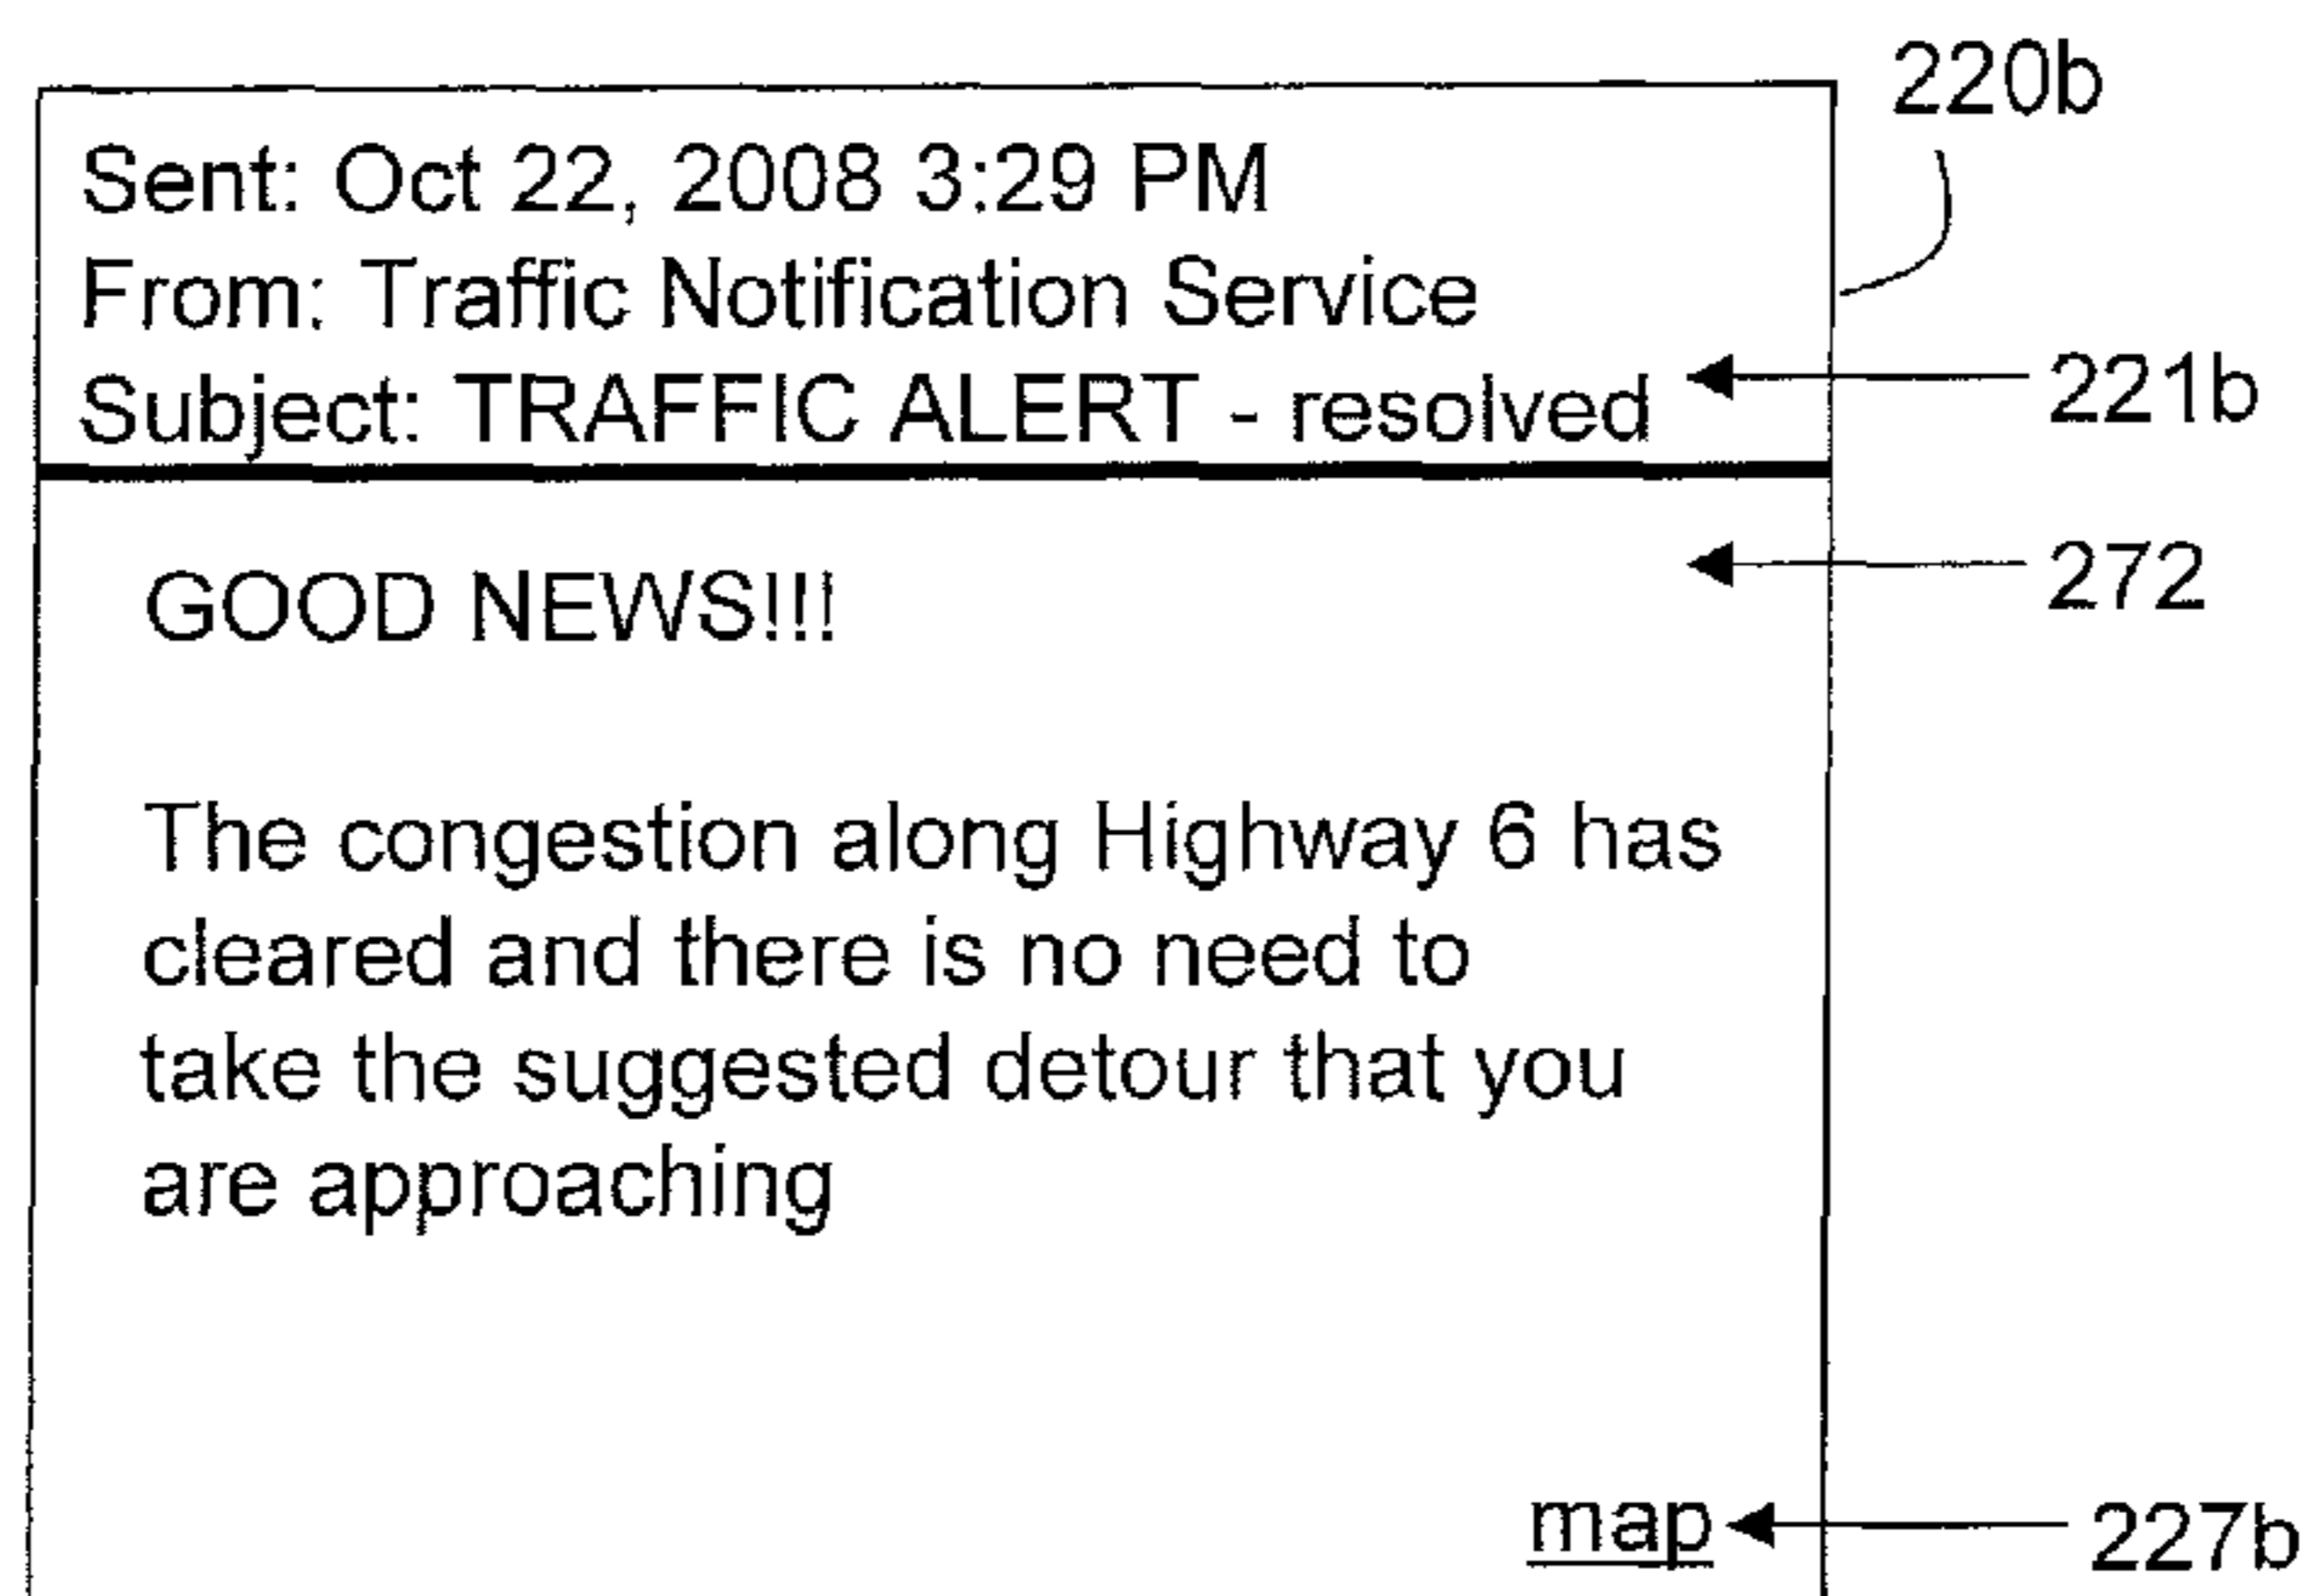 220b
Sent: Oct 22, 2008 3:29 PM
From: Traffic Notification Service
Subject: TRAFFIC ALERT - resolved
221b
272
GOOD NEWS!!!
The congestion along Highway 6 has
cleared and there is no need to
take the suggested detour that you
are approaching
map
227b